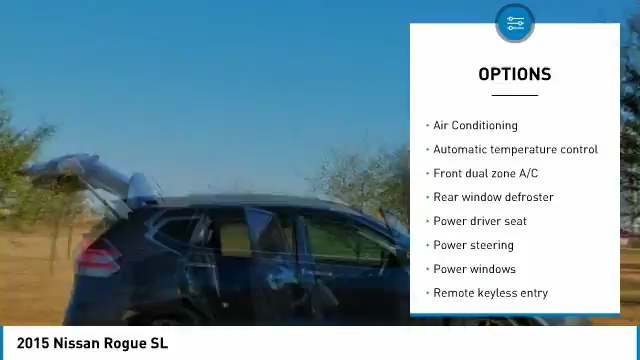 OPTIONS
Air Conditioning
Automatic temperature control
Front dual zone A/C
Rear window defroster
Power driver seat
Power steering
Power windows
Remote keyless entry
2015 Nissan Rogue SL